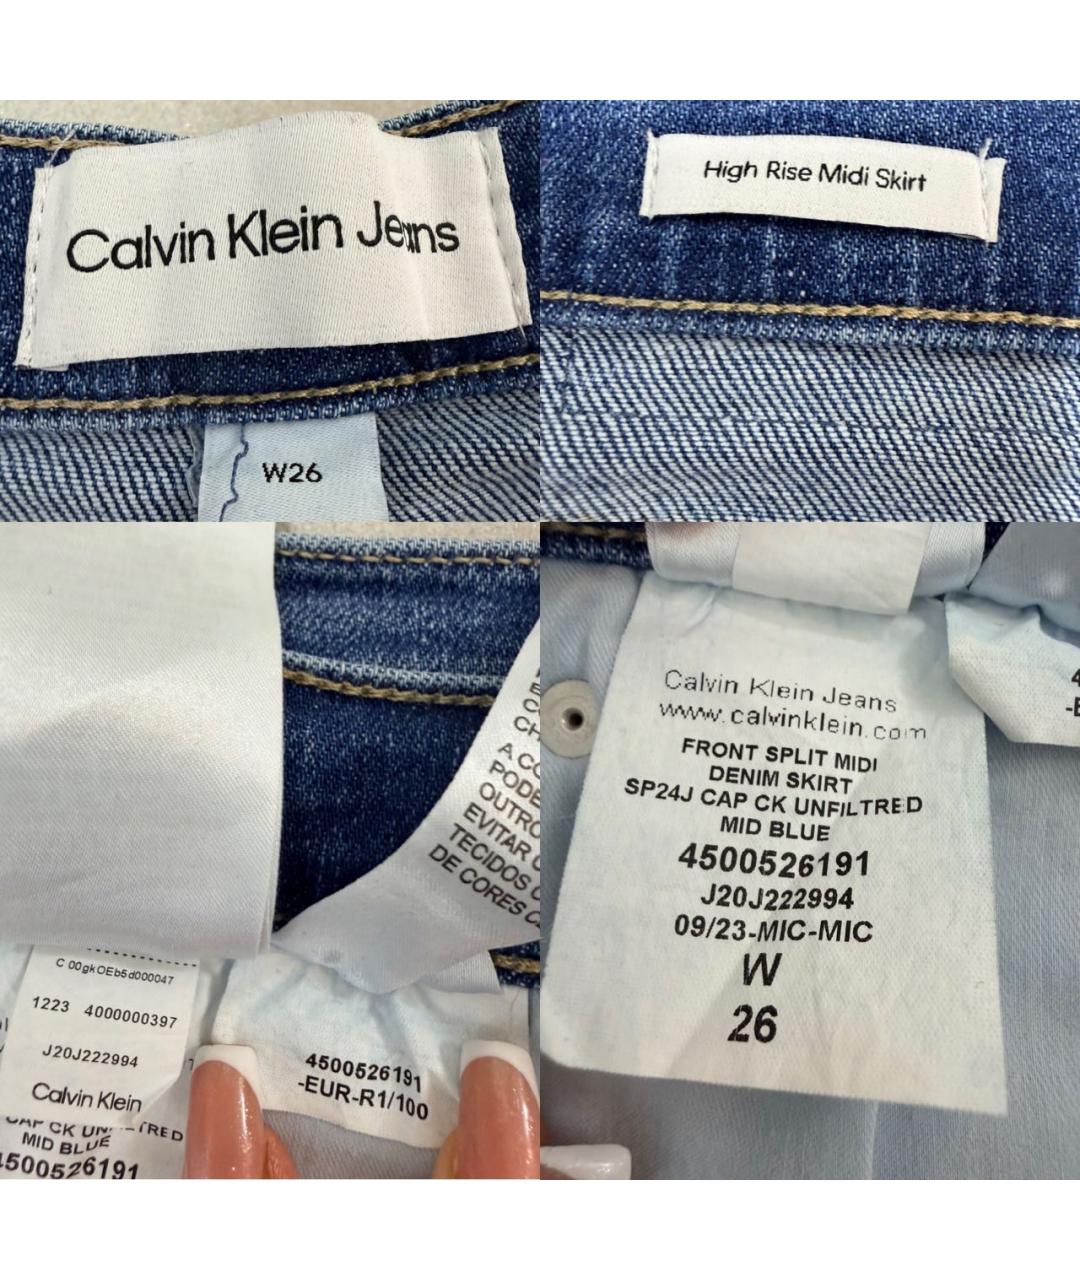 Calvin Klein Jeans
W26
High Rise Midi Skirt
A CO
PODE
OUTRO
EVITAR
TECIDOS
DE CORES
C 00gkOEb5d000047
1223 4000000397
J20J222994
Calvin Klein
MID BLUE
4500526191
4500526191
-EUR-R1/100
Calvin Klein Jeans
www.calvinklein.com
FRONT SPLIT MIDI
DENIM SKIRT
SP24J CAP CK UNFILTRED
MID BLUE
4500526191
J20J222994
09/23-MIC-MIC
W
26